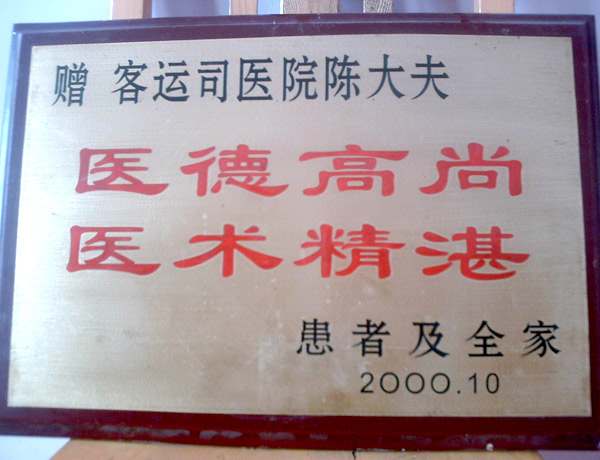 赠 客运司医院陈大夫
医德高尚
医术精湛
患者及全家
2000.10